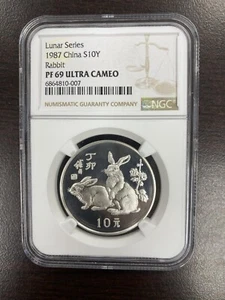 Lunar Series
1987 China S10Y
Rabbit
PF 69 ULTRA CAMEO
6864810-007
NUMISMATIC GUARANTY COMPANY
NGC
丁卯
10元